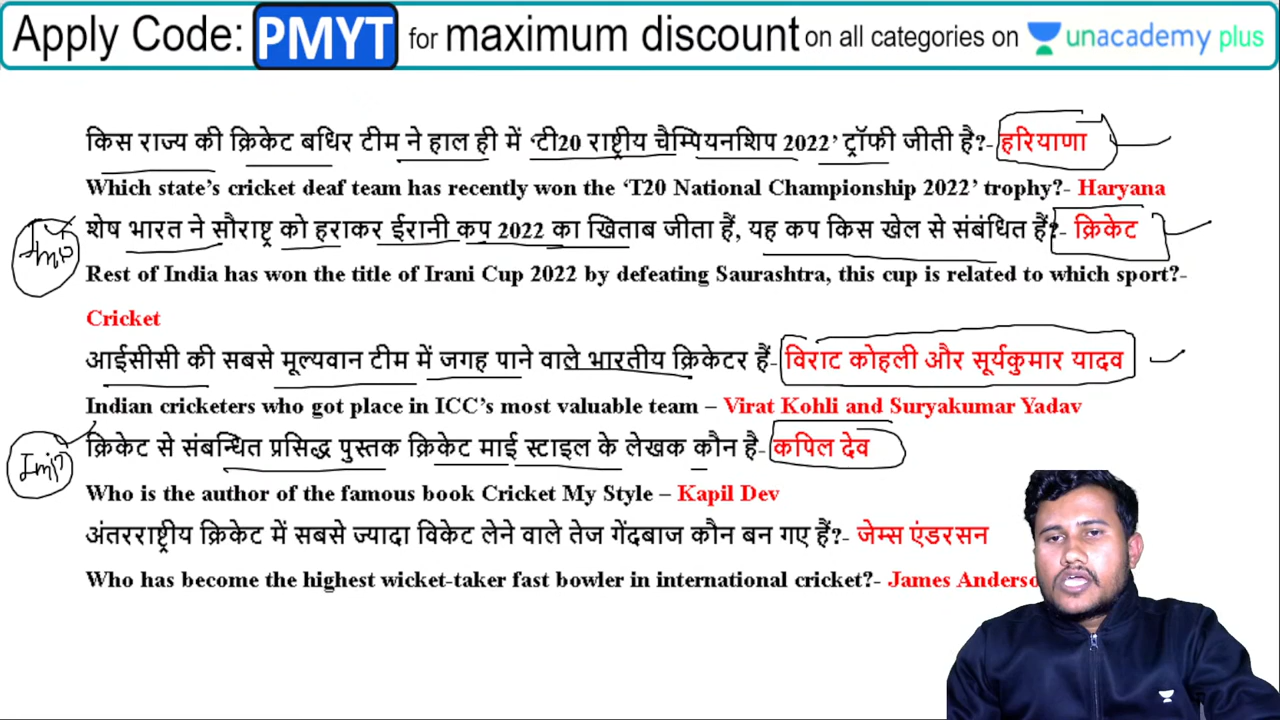 Apply Code: PMYT for maximum discount on all categories on unacademy plus
किस राज्य की क्रिकेट बधिर टीम ने हाल ही में ‘टी20 राष्ट्रीय चैम्पियनशिप 2022’ ट्रॉफी जीती है?- हरियाणा
Which state’s cricket deaf team has recently won the ‘T20 National Championship 2022’ trophy?- Haryana
शेष भारत ने सौराष्ट्र को हराकर ईरानी कप 2022 का खिताब जीता हैं, यह कप किस खेल से संबंधित हैं?- क्रिकेट
Imp
Rest of India has won the title of Irani Cup 2022 by defeating Saurashtra, this cup is related to which sport?-
Cricket
आईसीसी की सबसे मूल्यवान टीम में जगह पाने वाले भारतीय क्रिकेटर हैं- विराट कोहली और सूर्यकुमार यादव
Indian cricketers who got place in ICC’s most valuable team – Virat Kohli and Suryakumar Yadav
क्रिकेट से संबन्धित प्रसिद्ध पुस्तक क्रिकेट माई स्टाइल के लेखक कौन है- कपिल देव
Imp
Who is the author of the famous book Cricket My Style – Kapil Dev
अंतरराष्ट्रीय क्रिकेट में सबसे ज्यादा विकेट लेने वाले तेज गेंदबाज कौन बन गए हैं?- जेम्स एंडरसन
Who has become the highest wicket-taker fast bowler in international cricket?- James Anderso